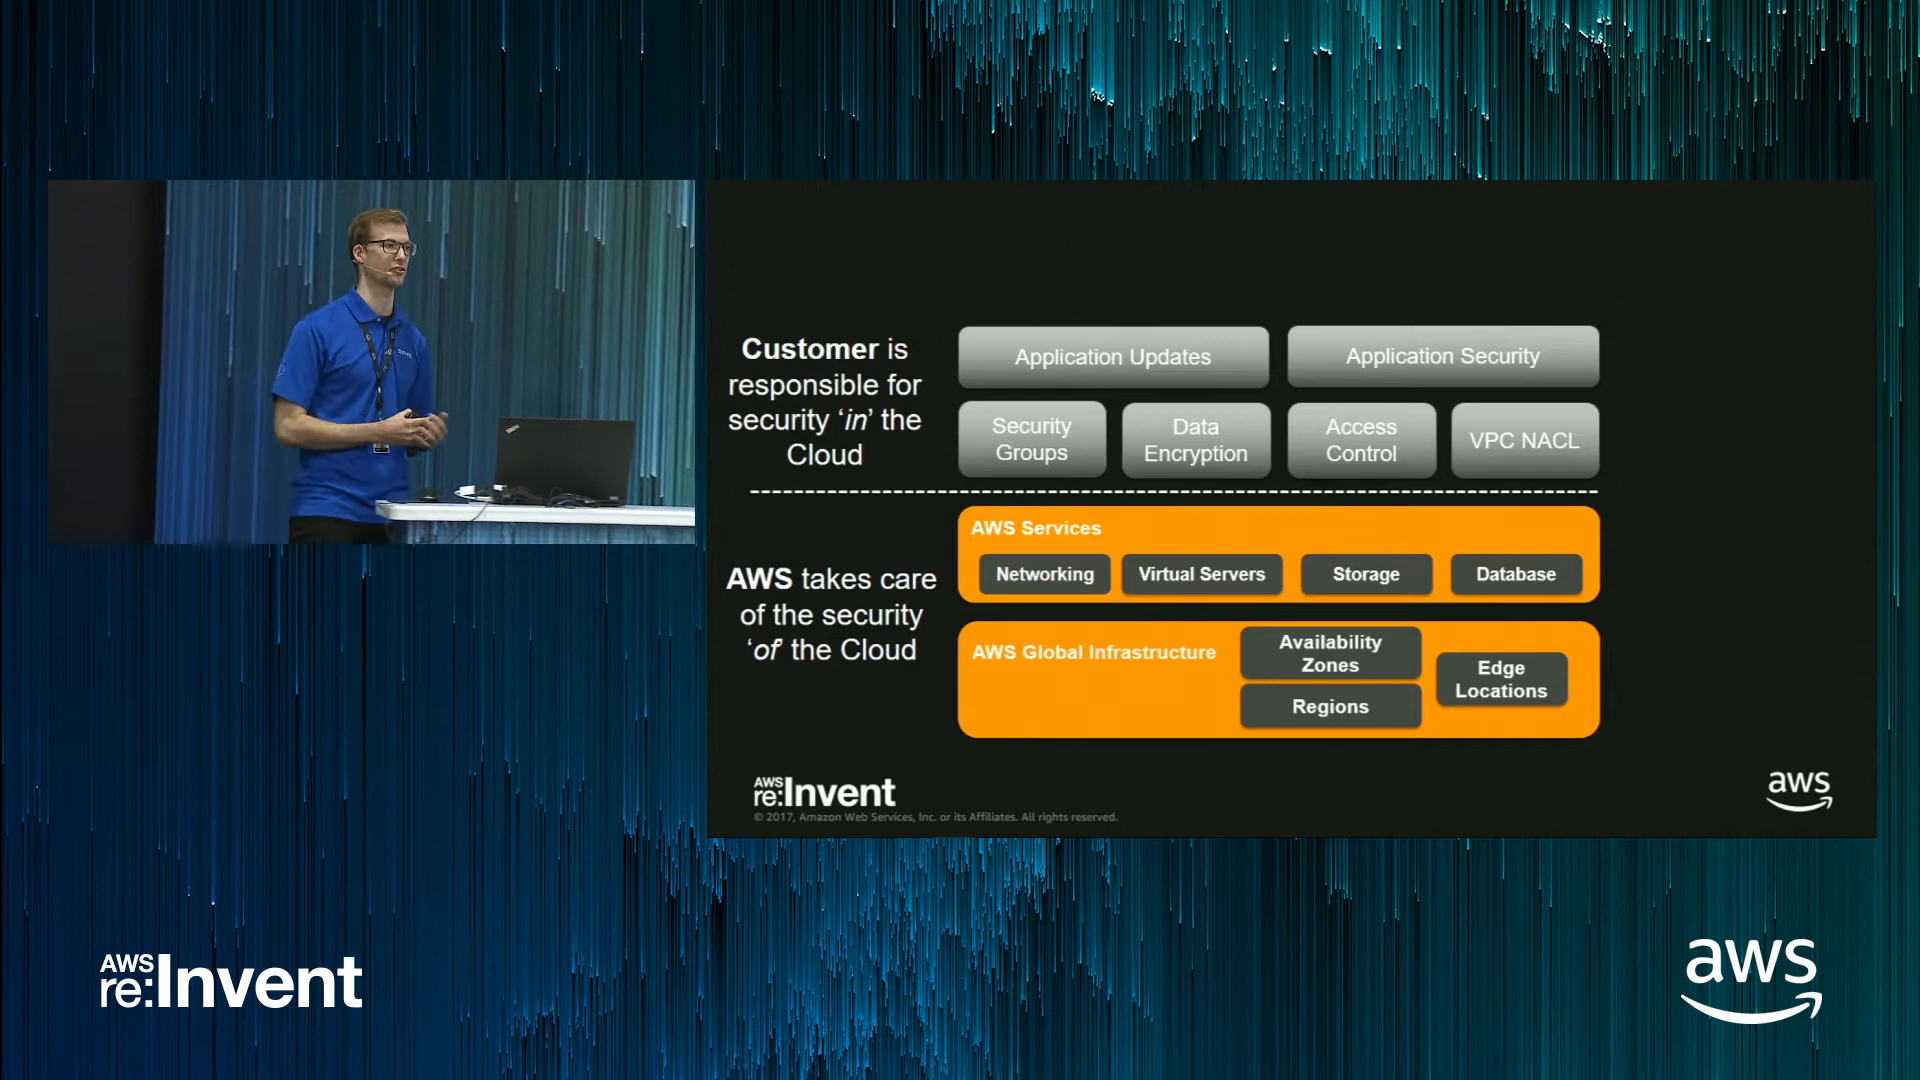 Customer is
responsible for
security ‘in’ the
Cloud
Application Updates
Application Security
Security
Groups
Data
Encryption
Access
Control
VPC NACL
AWS takes care
of the security
‘of’ the Cloud
AWS Services
Networking
Virtual Servers
Storage
Database
AWS Global Infrastructure
Availability
Zones
Regions
Edge
Locations
AWS
re:Invent
© 2017, Amazon Web Services, Inc. or its Affiliates. All rights reserved.
aws
AWS
re:Invent
aws